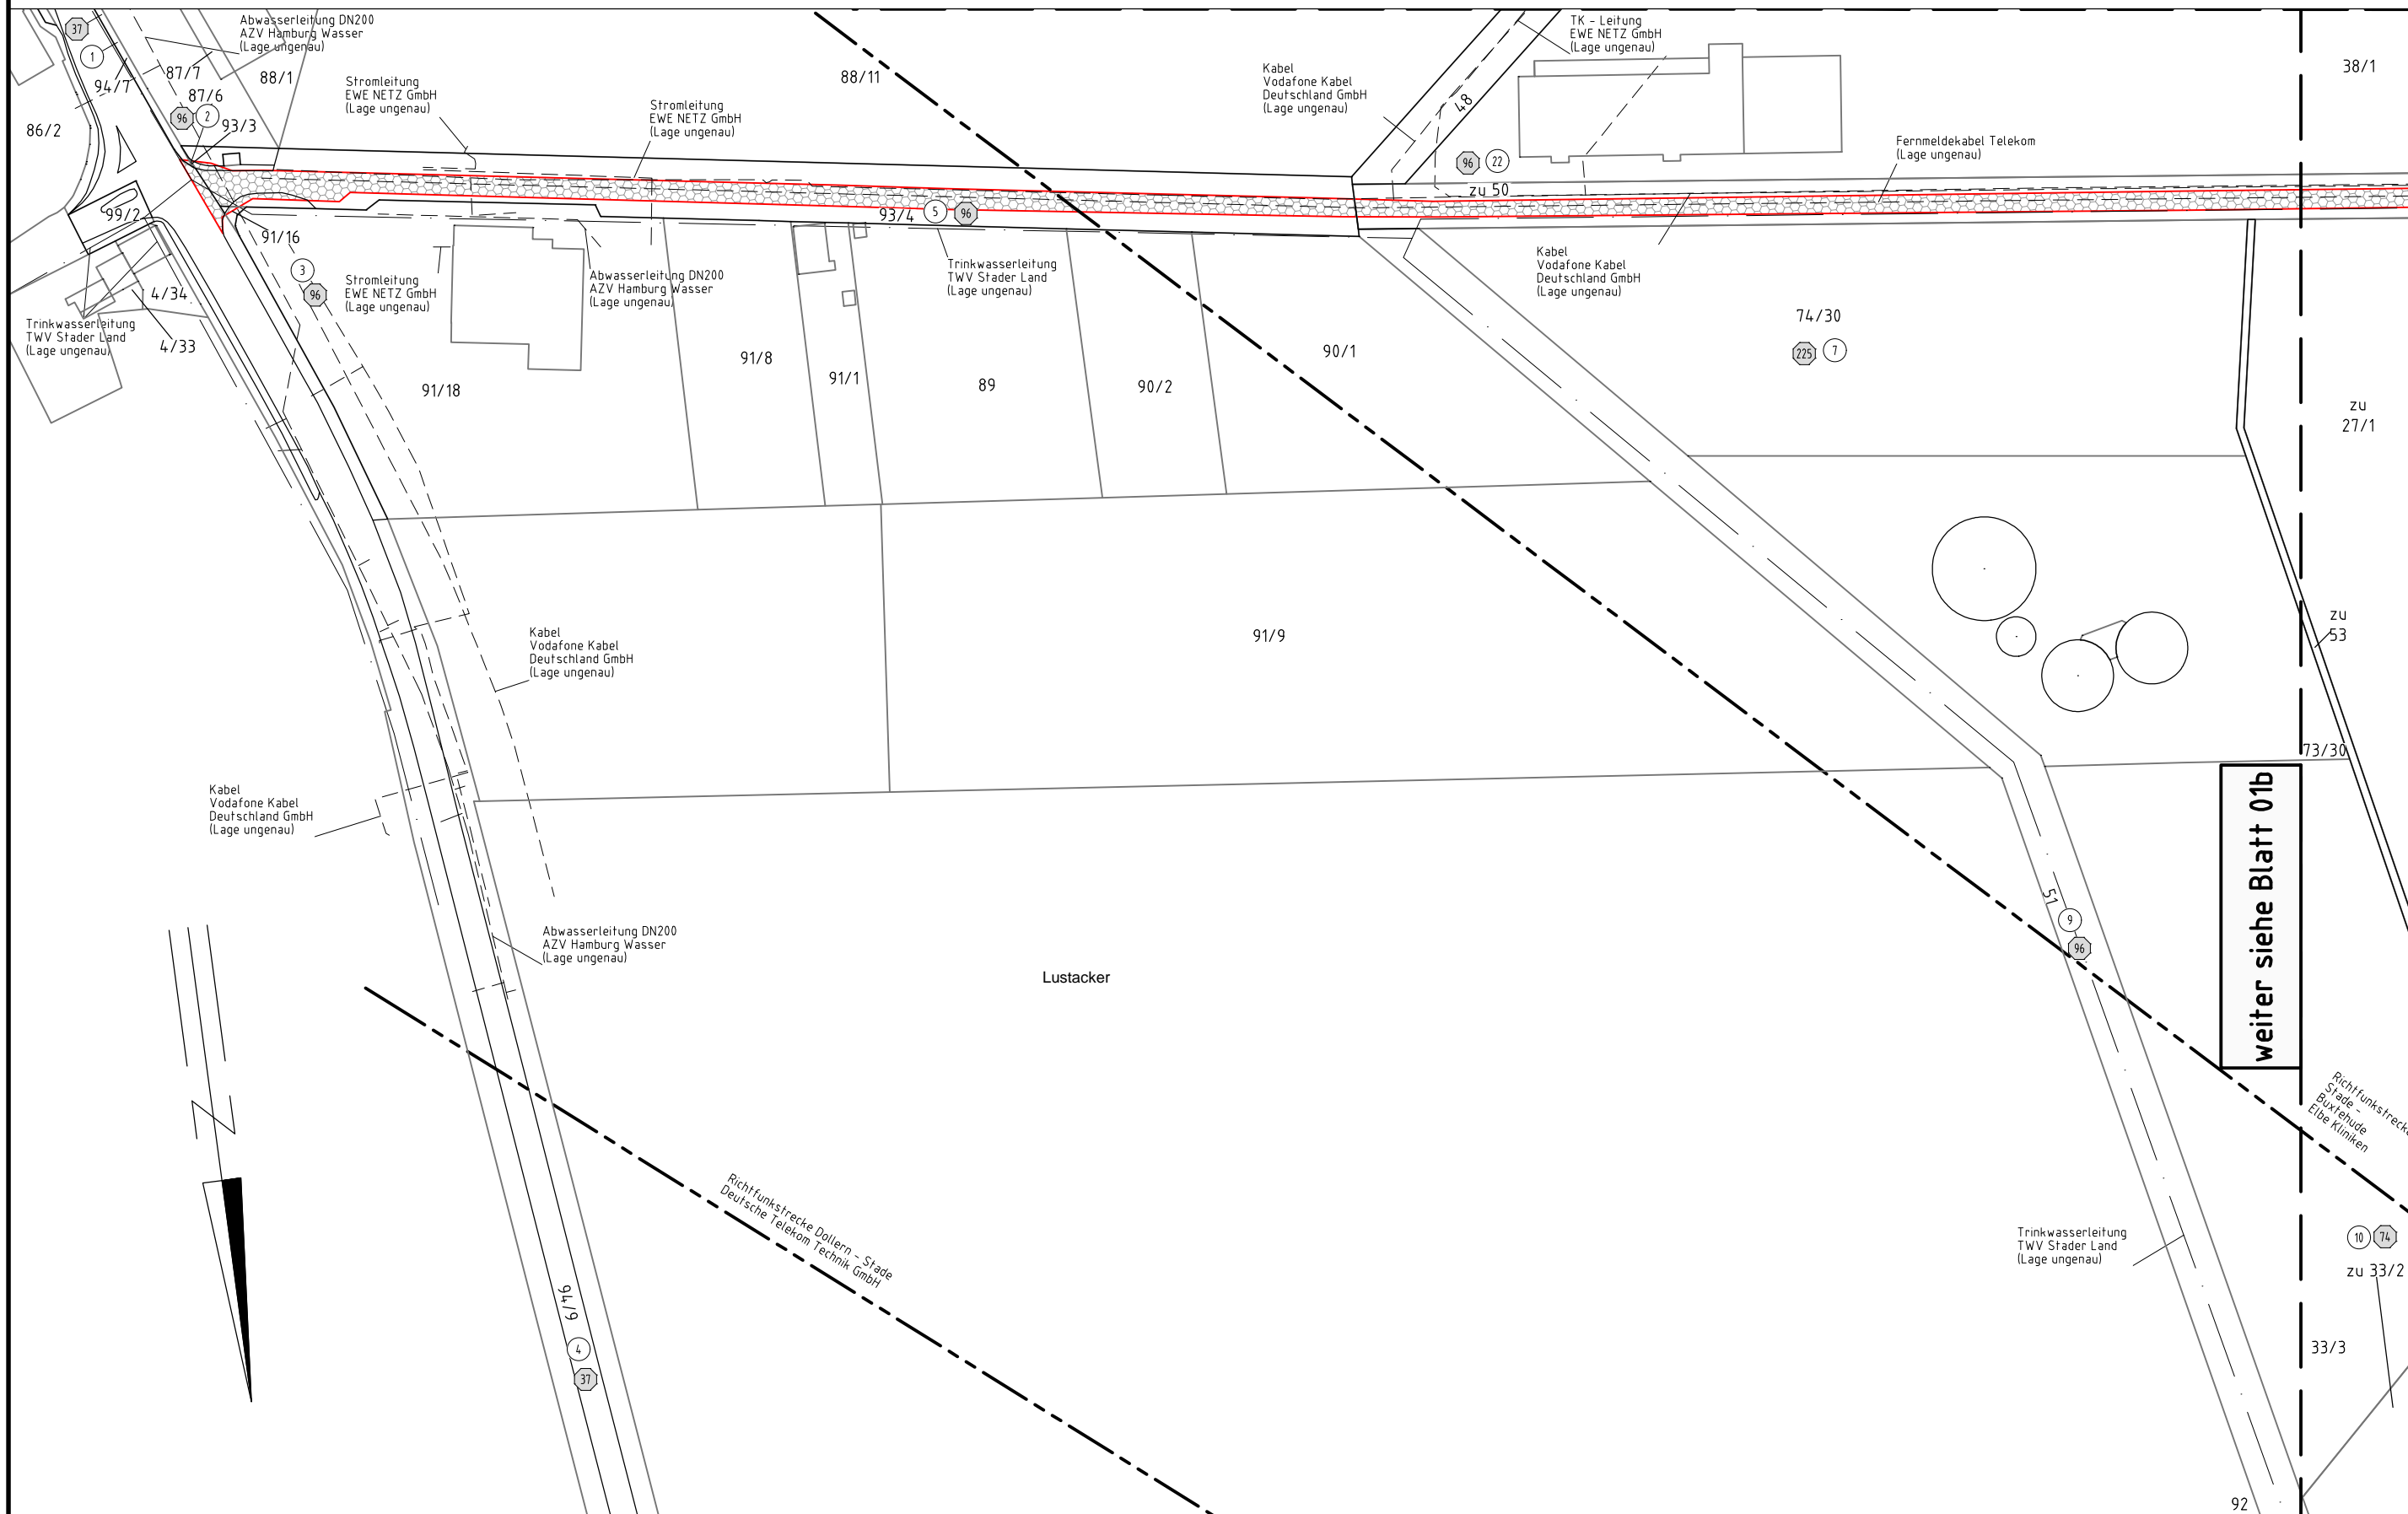 37
1
94/7
86/2
Abwasserleitung DN200
AZV Hamburg Wasser
(Lage ungenau)
87/7
88/1
87/6
96
2
93/3
Stromleitung
EWE NETZ GmbH
(Lage ungenau)
Stromleitung
EWE NETZ GmbH
(Lage ungenau)
88/11
Kabel
Vodafone Kabel
Deutschland GmbH
(Lage ungenau)
TK - Leitung
EWE NETZ GmbH
(Lage ungenau)
48
96
22
zu 50
Fernmeldekabel Telekom
(Lage ungenau)
38/1
99/2
91/16
3
96
4/34
4/33
Trinkwasserleitung
TWV Stader Land
(Lage ungenau)
Stromleitung
EWE NETZ GmbH
(Lage ungenau)
Abwasserleitung DN200
AZV Hamburg Wasser
(Lage ungenau)
93/4
5
96
Trinkwasserleitung
TWV Stader Land
(Lage ungenau)
Kabel
Vodafone Kabel
Deutschland GmbH
(Lage ungenau)
74/30
225
7
91/18
91/8
91/1
89
90/2
90/1
zu
27/1
91/9
zu
53
Kabel
Vodafone Kabel
Deutschland GmbH
(Lage ungenau)
73/30
Kabel
Vodafone Kabel
Deutschland GmbH
(Lage ungenau)
weiter siehe Blatt 01b
51
9
96
Abwasserleitung DN200
AZV Hamburg Wasser
(Lage ungenau)
Lustacker
Richtfunkstrecke
Stade -
Buxtehude
Elbe Kliniken
Richtfunkstrecke Dollern - Stade
Deutsche Telekom Technik GmbH
Trinkwasserleitung
TWV Stader Land
(Lage ungenau)
10
74
zu 33/2
94/9
4
37
33/3
92